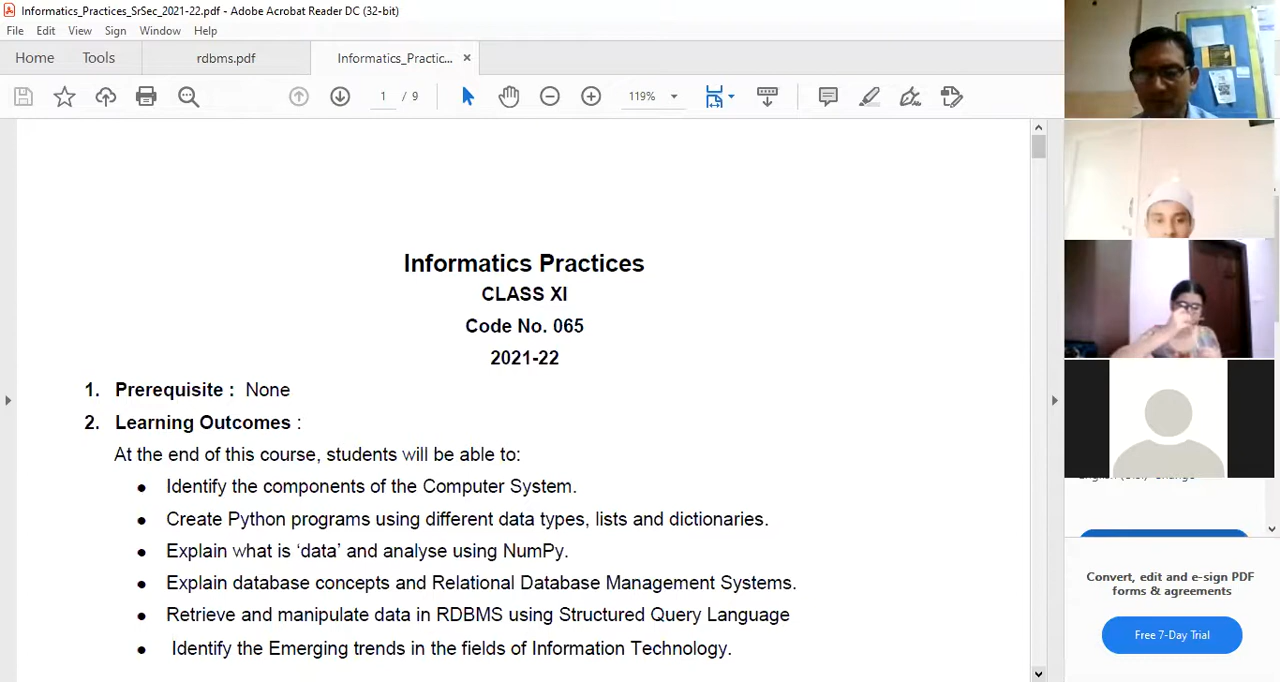 Informatics_Practices_SrSec_2021-22.pdf - Adobe Acrobat Reader DC (32-bit)
File Edit View Sign Window Help
Home Tools rdbms.pdf Informatics_Practic... ×
1 / 9 119%
Informatics Practices
CLASS XI
Code No. 065
2021-22
1. Prerequisite : None
2. Learning Outcomes :
At the end of this course, students will be able to:
● Identify the components of the Computer System.
● Create Python programs using different data types, lists and dictionaries.
● Explain what is ‘data’ and analyse using NumPy.
● Explain database concepts and Relational Database Management Systems.
● Retrieve and manipulate data in RDBMS using Structured Query Language
● Identify the Emerging trends in the fields of Information Technology.
Convert, edit and e-sign PDF
forms & agreements
Free 7-Day Trial